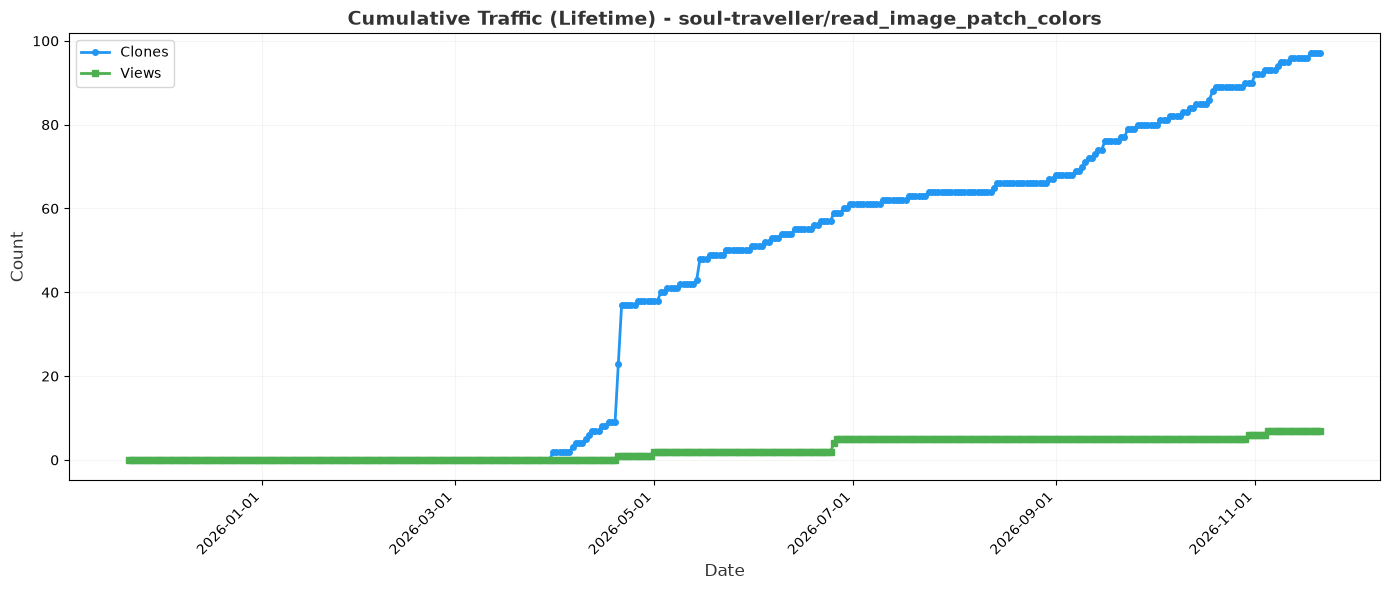 Cumulative Traffic (Lifetime) - soul-traveller/read_image_patch_colors
Clones
Views
Count
100
80
60
40
20
0
2026-01-01
2026-03-01
2026-05-01
2026-07-01
2026-09-01
2026-11-01
Date